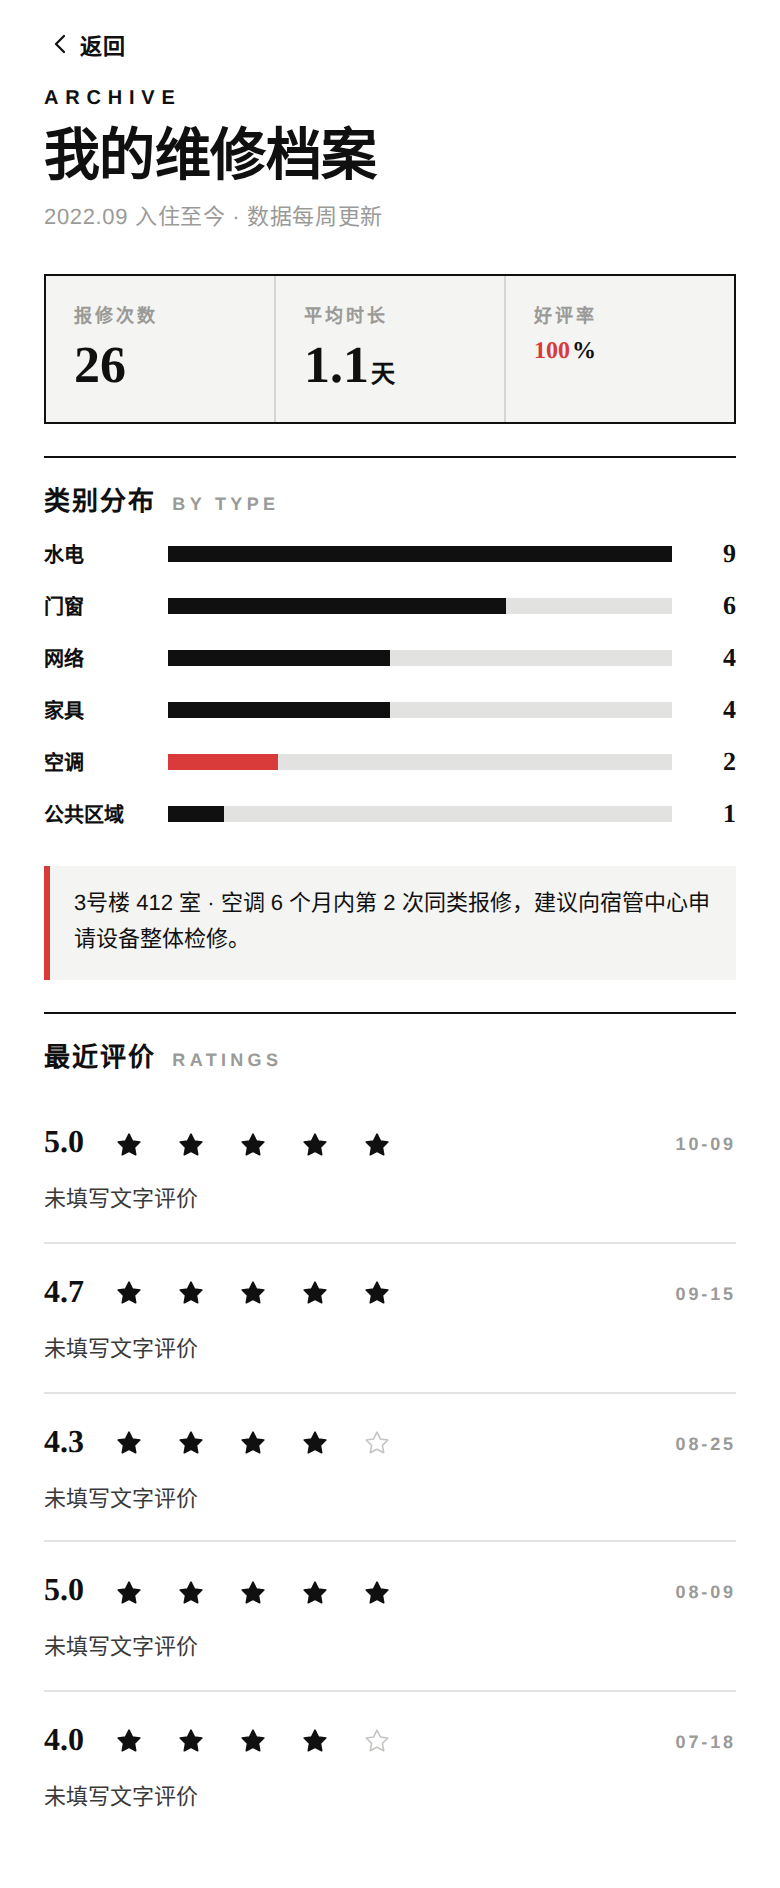 返回
ARCHIVE
我的维修档案
2022.09 入住至今 · 数据每周更新
报修次数
26
平均时长
1.1天
好评率
100%
类别分布 BY TYPE
水电 9
门窗 6
网络 4
家具 4
空调 2
公共区域 1
3号楼 412 室 · 空调 6 个月内第 2 次同类报修，建议向宿管中心申
请设备整体检修。
最近评价 RATINGS
5.0 10-09
未填写文字评价
4.7 09-15
未填写文字评价
4.3 08-25
未填写文字评价
5.0 08-09
未填写文字评价
4.0 07-18
未填写文字评价